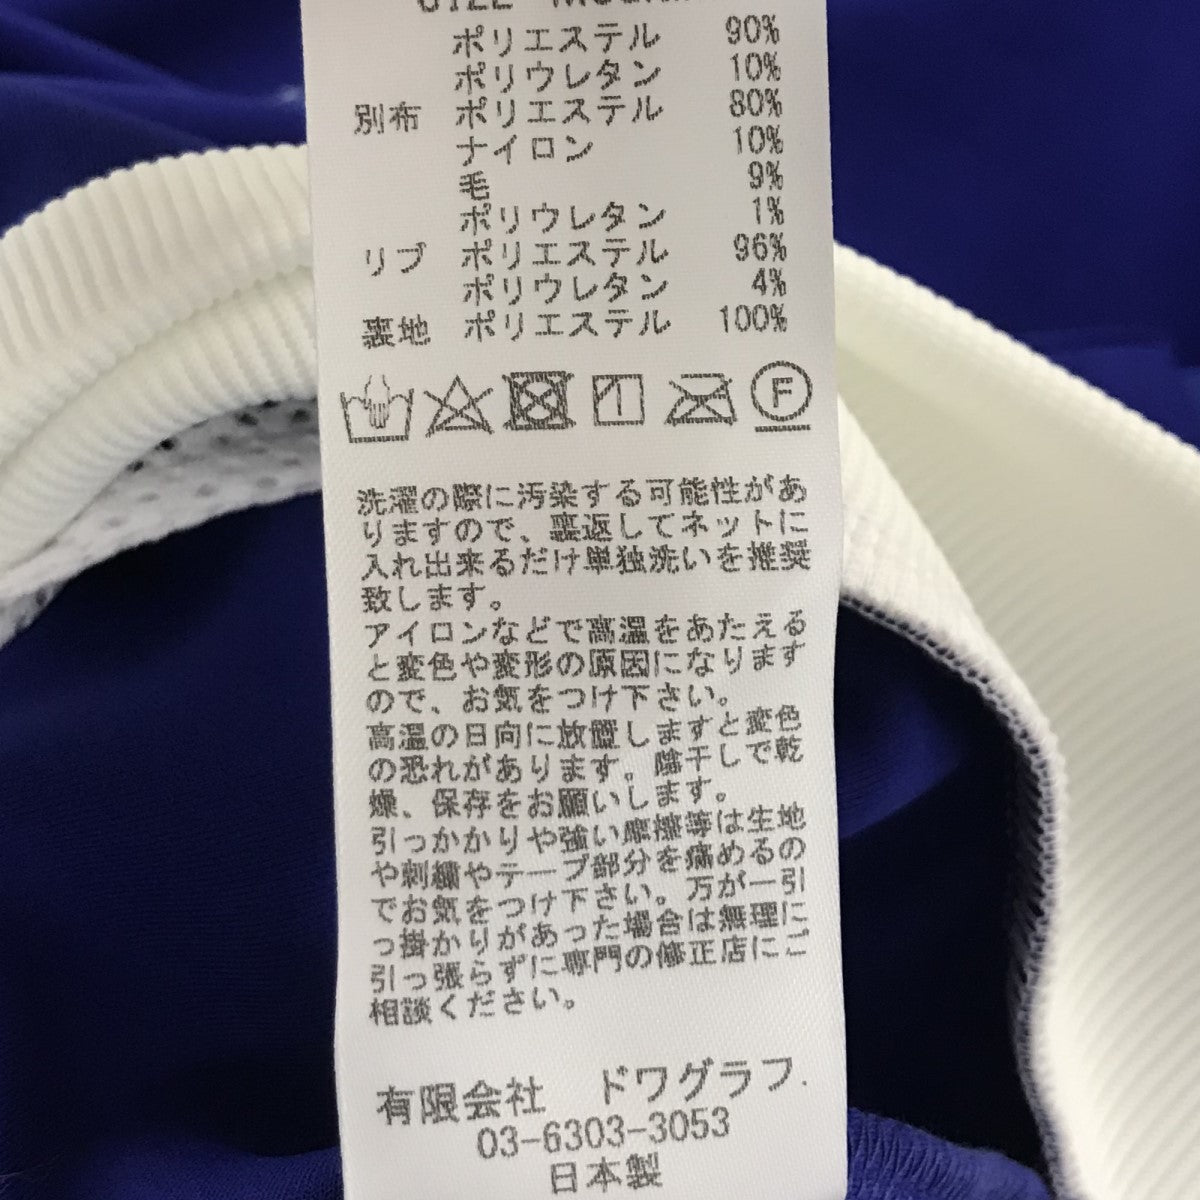 SIZE
ポリエステル 90%
ポリウレタン 10%
別布 ポリエステル 80%
ナイロン 10%
毛 9%
ポリウレタン 1%
リブ ポリエステル 96%
ポリウレタン 4%
裏地 ポリエステル 100%
F
洗濯の際に汚染する可能性があ
りますので、裏返してネットに
入れ出来るだけ単独洗いを推奨
致します。
アイロンなどで高温をあたえる
と変色や変形の原因になります
ので、お気をつけ下さい。
高温の日向に放置しますと変色
の恐れがあります。陰干しで乾
燥、保存をお願いします。
引っかかりや強い摩擦等は生地
や刺繍やテープ部分を痛めるの
でお気をつけ下さい。万が一引
っ掛かりがあった場合は無理に
引っ張らずに専門の修正店にご
相談ください。
有限会社 ドワグラフ.
03-6303-3053
日本製